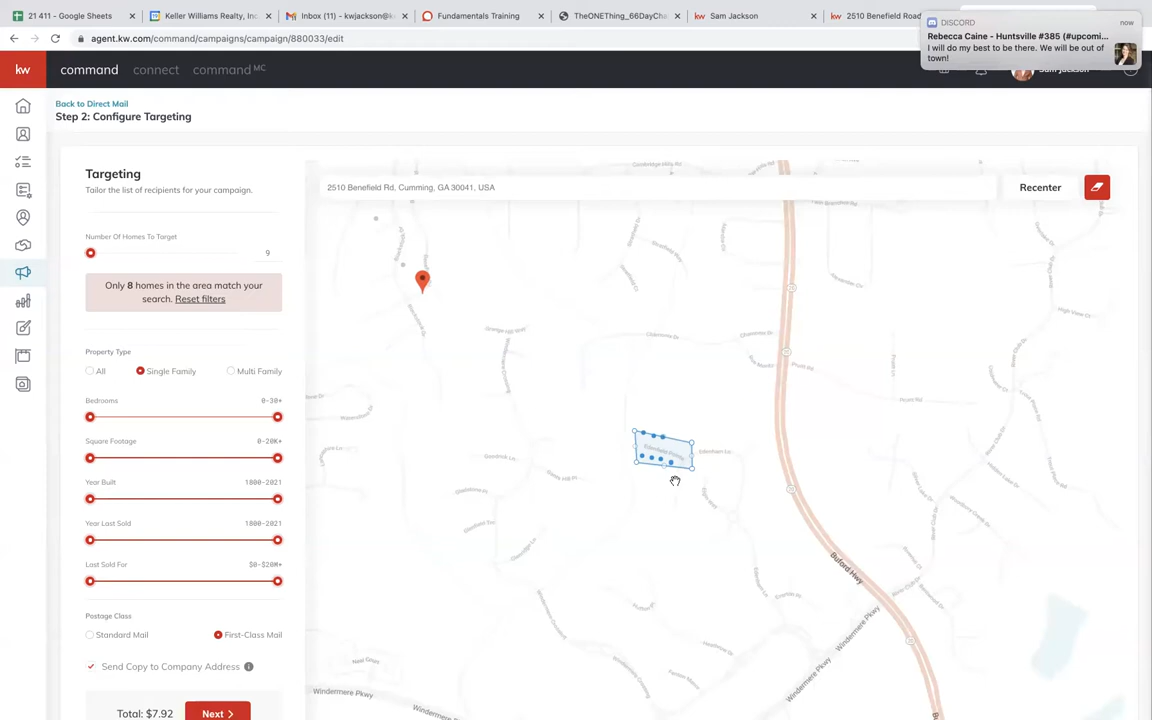 21 411 - Google Sheets
Keller Williams Realty, Inc.
Inbox (11) - kwjackson@k
Fundamentals Training
TheONEThing_66DayCha
Sam Jackson
2510 Benefield Road
DISCORD
now
Rebecca Caine - Huntsville #385 (#upcomi...
I will do my best to be there. We will be out of
town!
agent.kw.com/command/campaigns/campaign/880033/edit
kw
command
connect
command MC
Sam Jackson
Back to Direct Mail
Step 2: Configure Targeting
Targeting
Tailor the list of recipients for your campaign.
2510 Benefield Rd, Cumming, GA 30041, USA
Recenter
Number Of Homes To Target
9
Only 8 homes in the area match your
search. Reset filters
Property Type
All
Single Family
Multi Family
Bedrooms
0-30+
Square Footage
0-20K+
Year Built
1800-2021
Year Last Sold
1800-2021
Last Sold For
$0-$20M+
Postage Class
Standard Mail
First-Class Mail
Send Copy to Company Address
Total: $7.92
Next
Buford Hwy
Windermere Pkwy
Windermere Pkwy
Windermere Pkwy